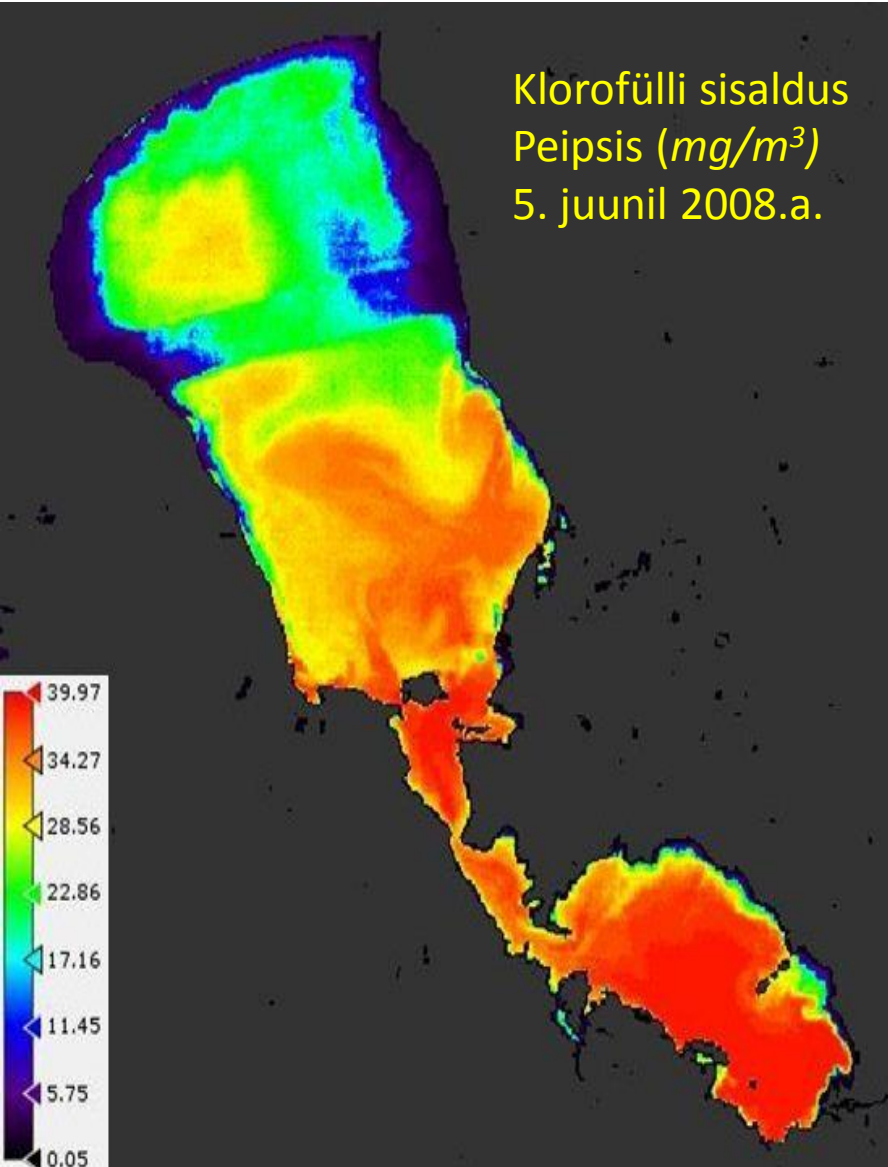 Klorofülli sisaldus
Peipsis (mg/m³)
5. juunil 2008.a.
39.97
34.27
28.56
22.86
17.16
11.45
5.75
0.05